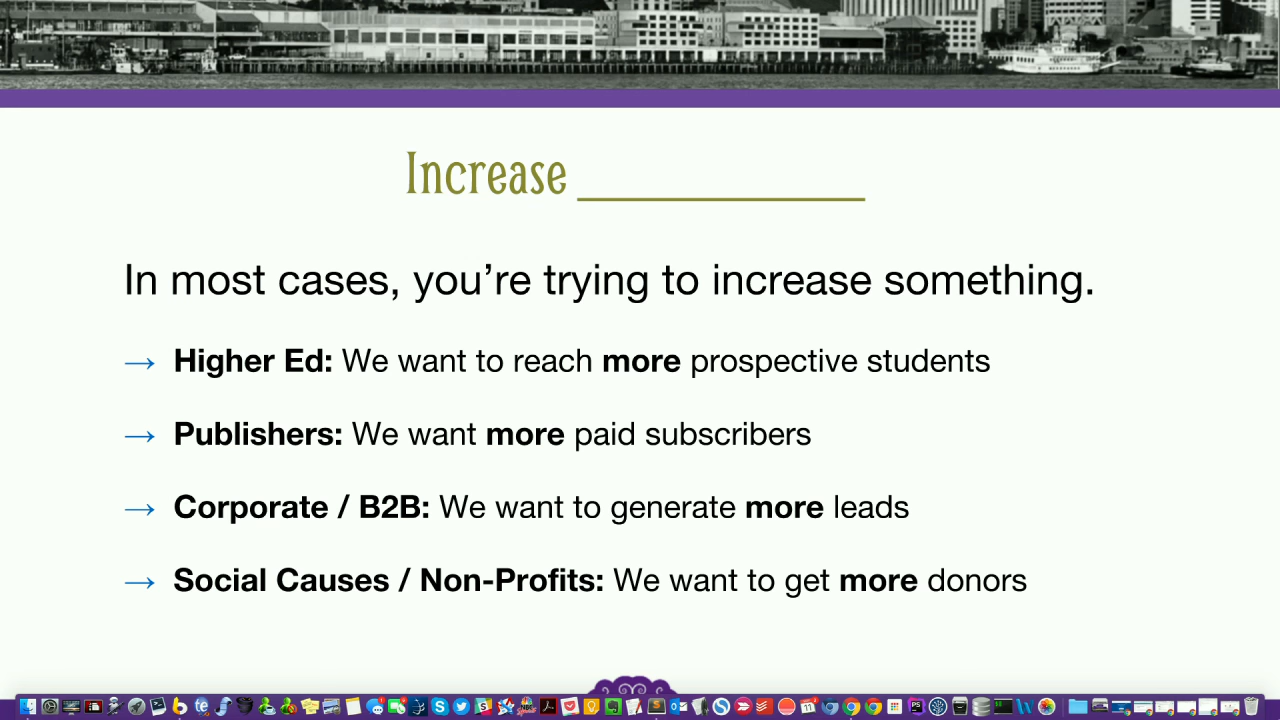 Increase ____________
In most cases, you’re trying to increase something.
→ Higher Ed: We want to reach more prospective students
→ Publishers: We want more paid subscribers
→ Corporate / B2B: We want to generate more leads
→ Social Causes / Non-Profits: We want to get more donors